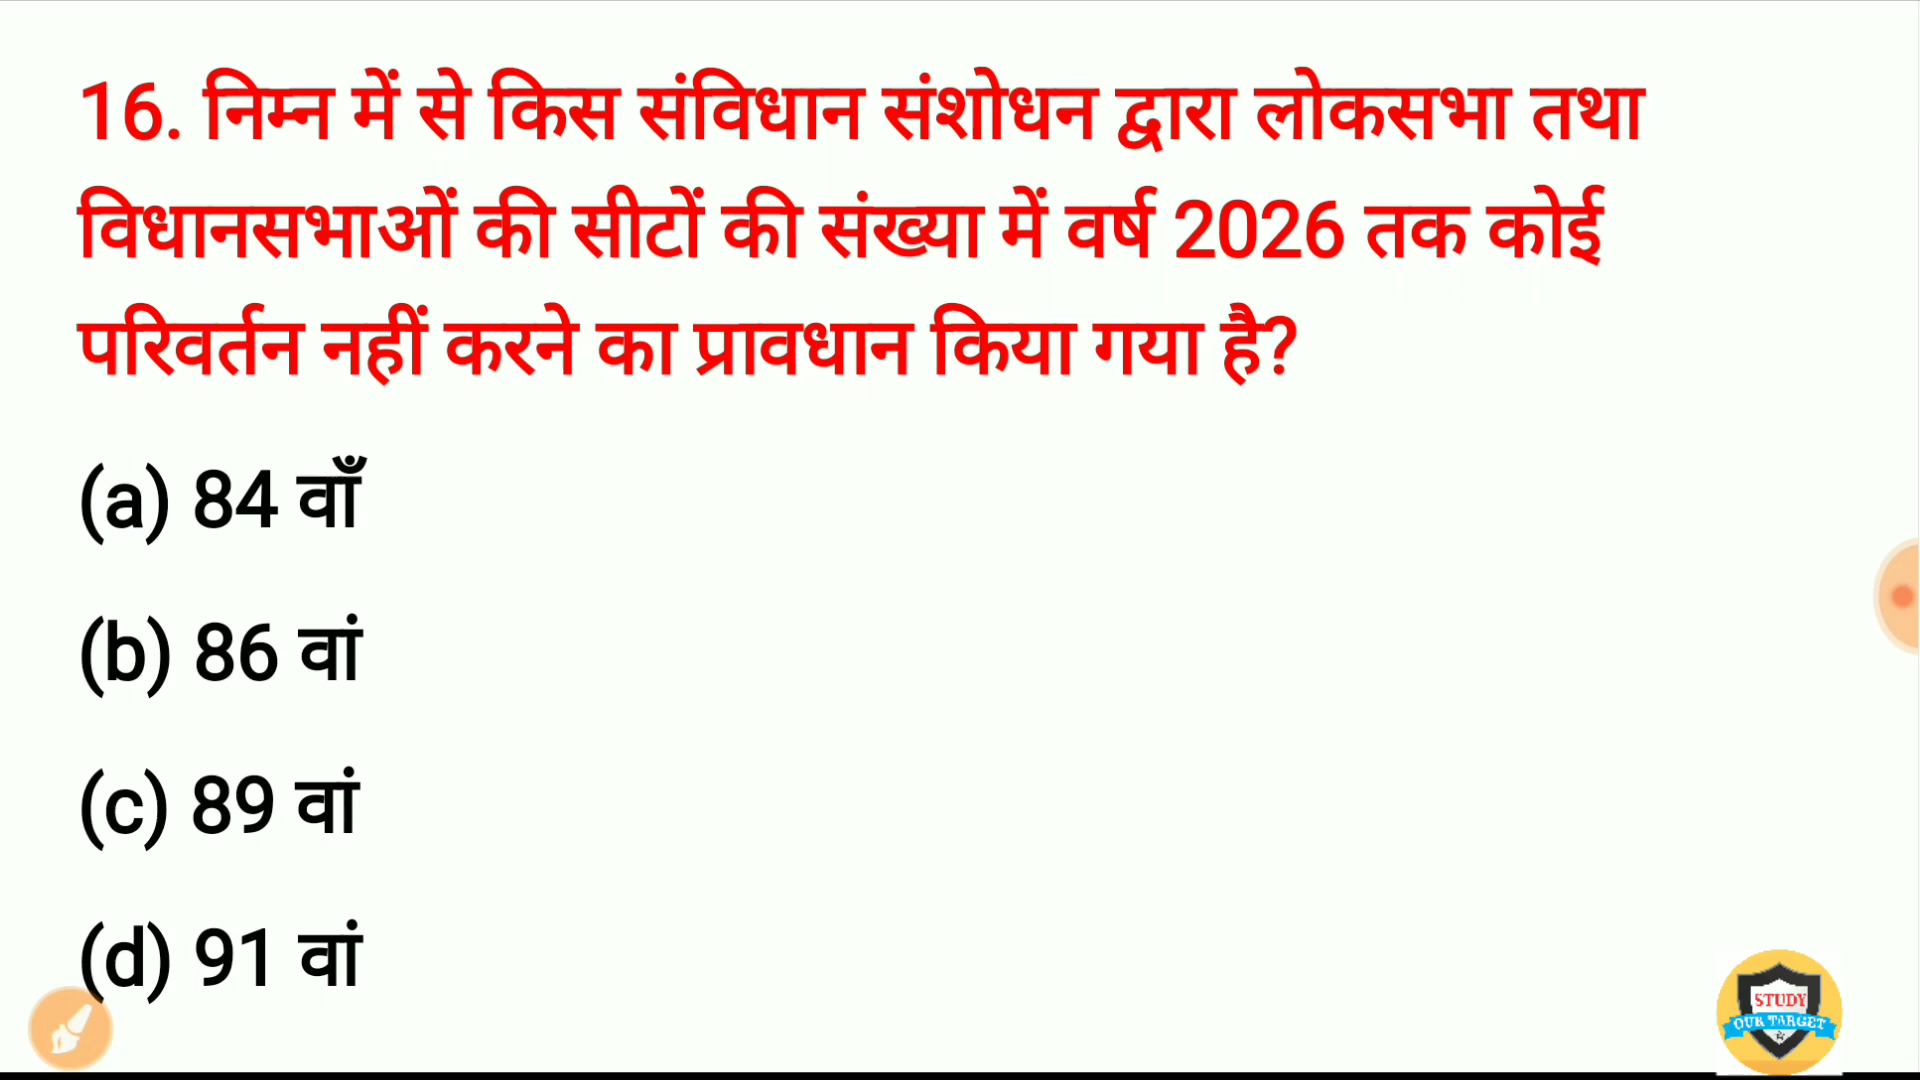 16. निम्न में से किस संविधान संशोधन द्वारा लोकसभा तथा
विधानसभाओं की सीटों की संख्या में वर्ष 2026 तक कोई
परिवर्तन नहीं करने का प्रावधान किया गया है?
(a) 84 वाँ
(b) 86 वां
(c) 89 वां
(d) 91 वां
STUDY
OUR TARGET